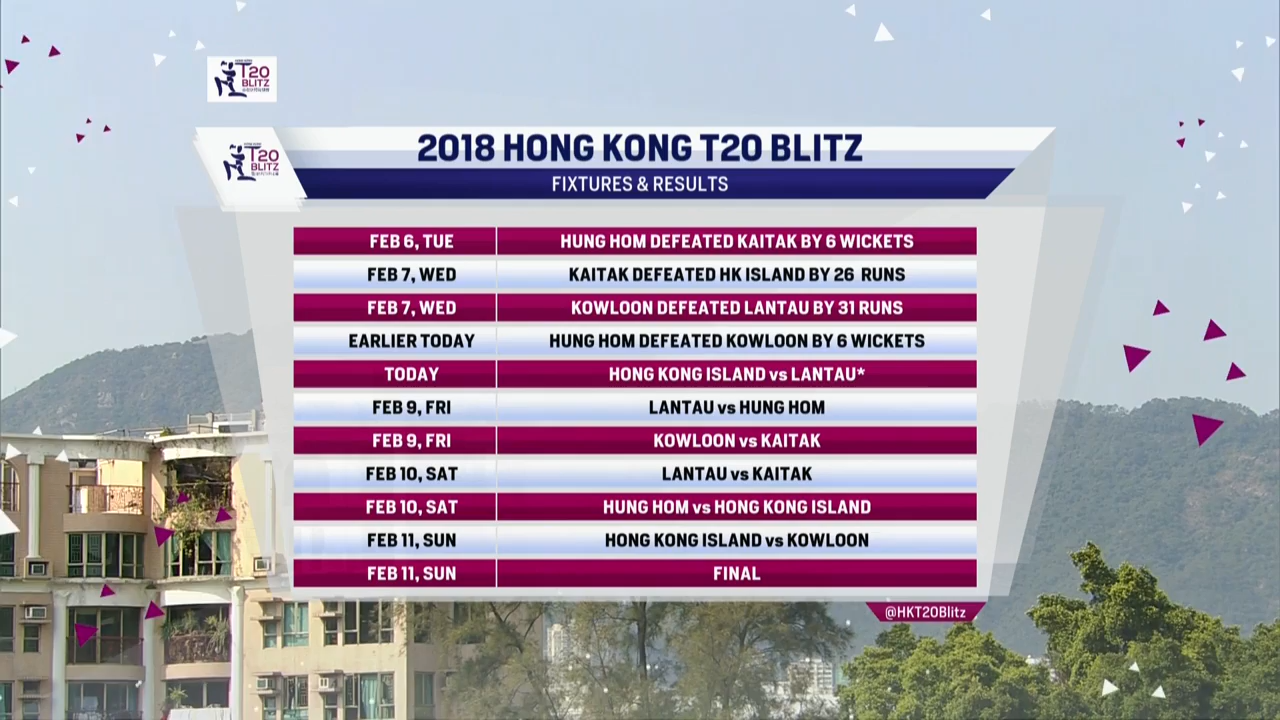 T20
BLITZ
T20
BLITZ
2018 HONG KONG T20 BLITZ
FIXTURES & RESULTS
FEB 6, TUE HUNG HOM DEFEATED KAITAK BY 6 WICKETS
FEB 7, WED KAITAK DEFEATED HK ISLAND BY 26 RUNS
FEB 7, WED KOWLOON DEFEATED LANTAU BY 31 RUNS
EARLIER TODAY HUNG HOM DEFEATED KOWLOON BY 6 WICKETS
TODAY HONG KONG ISLAND vs LANTAU*
FEB 9, FRI LANTAU vs HUNG HOM
FEB 9, FRI KOWLOON vs KAITAK
FEB 10, SAT LANTAU vs KAITAK
FEB 10, SAT HUNG HOM vs HONG KONG ISLAND
FEB 11, SUN HONG KONG ISLAND vs KOWLOON
FEB 11, SUN FINAL
@HKT20Blitz